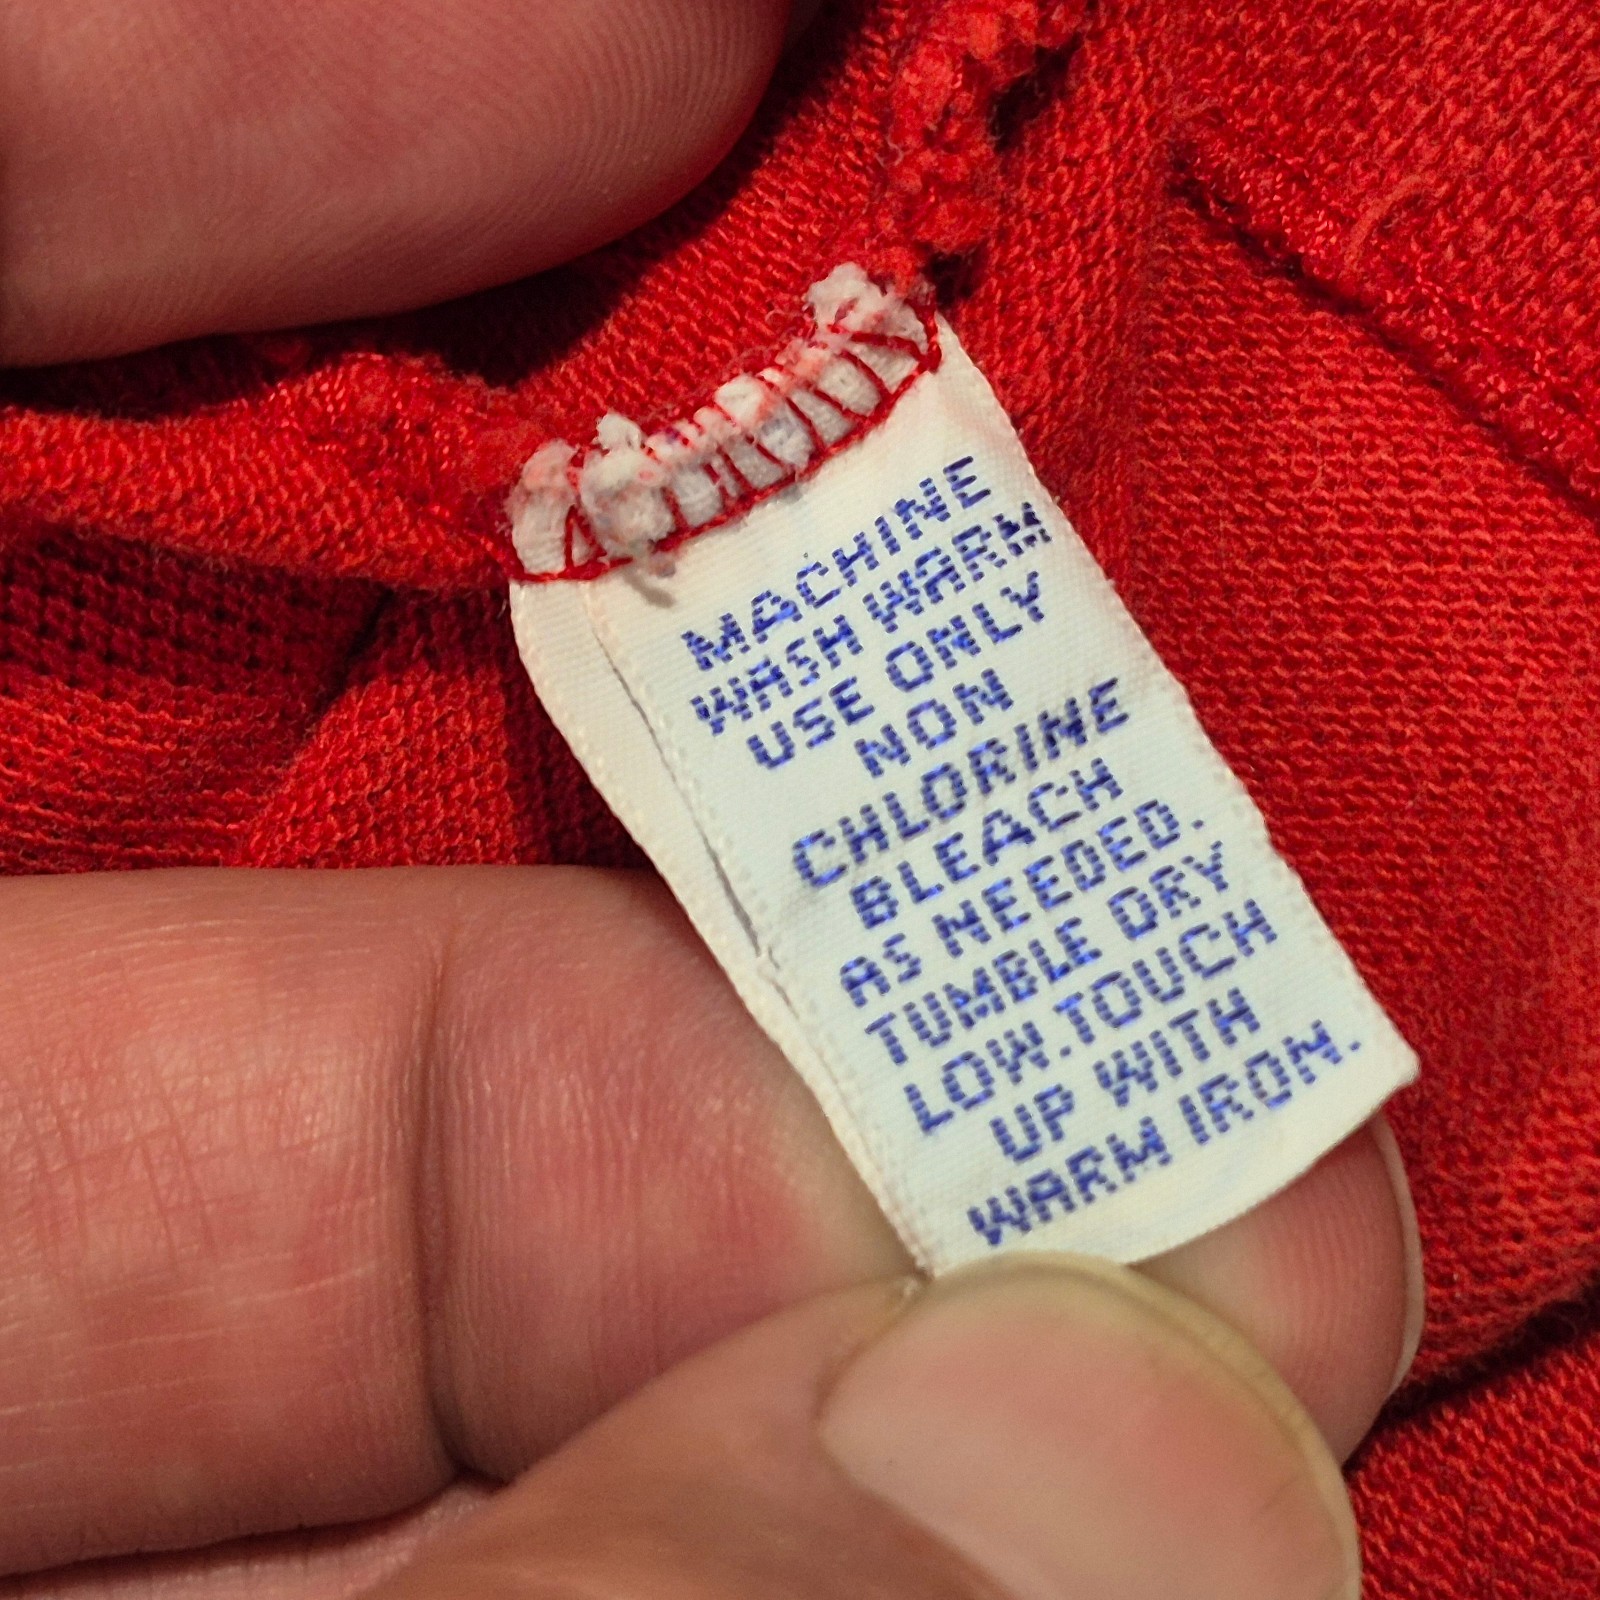 MACHINE
WASH WARM
USE ONLY
NON
CHLORINE
BLEACH
AS NEEDED.
TUMBLE DRY
LOW.TOUCH
UP WITH
WARM IRON.